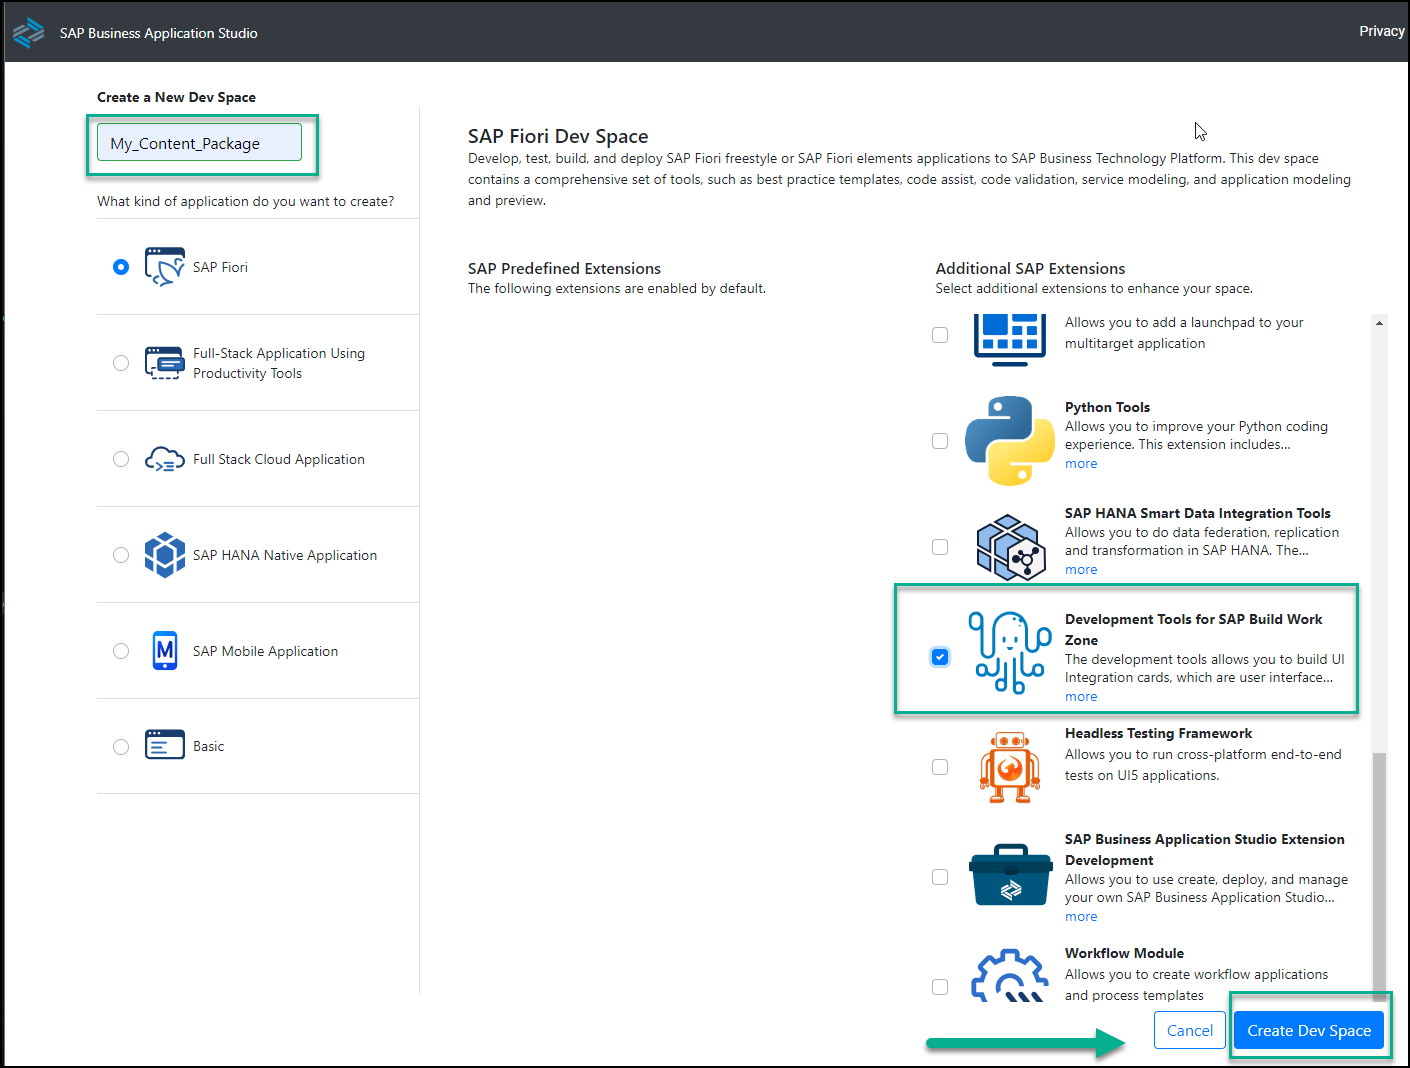 SAP Business Application Studio
Privacy
Create a New Dev Space
My_Content_Package
What kind of application do you want to create?
SAP Fiori
Full-Stack Application Using
Productivity Tools
Full Stack Cloud Application
SAP HANA Native Application
M
SAP Mobile Application
Basic
SAP Fiori Dev Space
Develop, test, build, and deploy SAP Fiori freestyle or SAP Fiori elements applications to SAP Business Technology Platform. This dev space
contains a comprehensive set of tools, such as best practice templates, code assist, code validation, service modeling, and application modeling
and preview.
SAP Predefined Extensions
The following extensions are enabled by default.
Additional SAP Extensions
Select additional extensions to enhance your space.
Allows you to add a launchpad to your
multitarget application
Python Tools
Allows you to improve your Python coding
experience. This extension includes...
more
SAP HANA Smart Data Integration Tools
Allows you to do data federation, replication
and transformation in SAP HANA. The...
more
Development Tools for SAP Build Work
Zone
The development tools allows you to build UI
Integration cards, which are user interface...
more
Headless Testing Framework
Allows you to run cross-platform end-to-end
tests on UI5 applications.
SAP Business Application Studio Extension
Development
Allows you to use create, deploy, and manage
your own SAP Business Application Studio...
more
Workflow Module
Allows you to create workflow applications
and process templates
Cancel
Create Dev Space